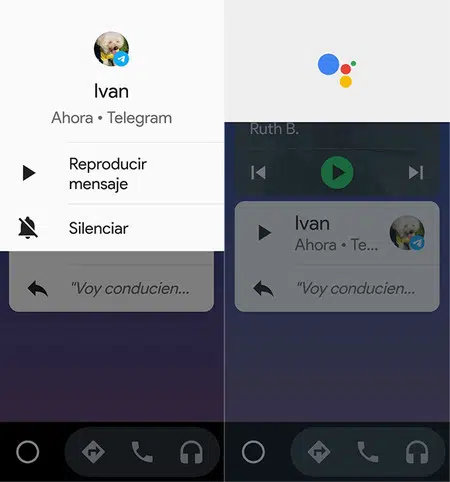 Ivan
Ahora • Telegram
Reproducir
mensaje
Silenciar
"Voy conducien...
Ruth B.
Ivan
Ahora • Te...
"Voy conducien...